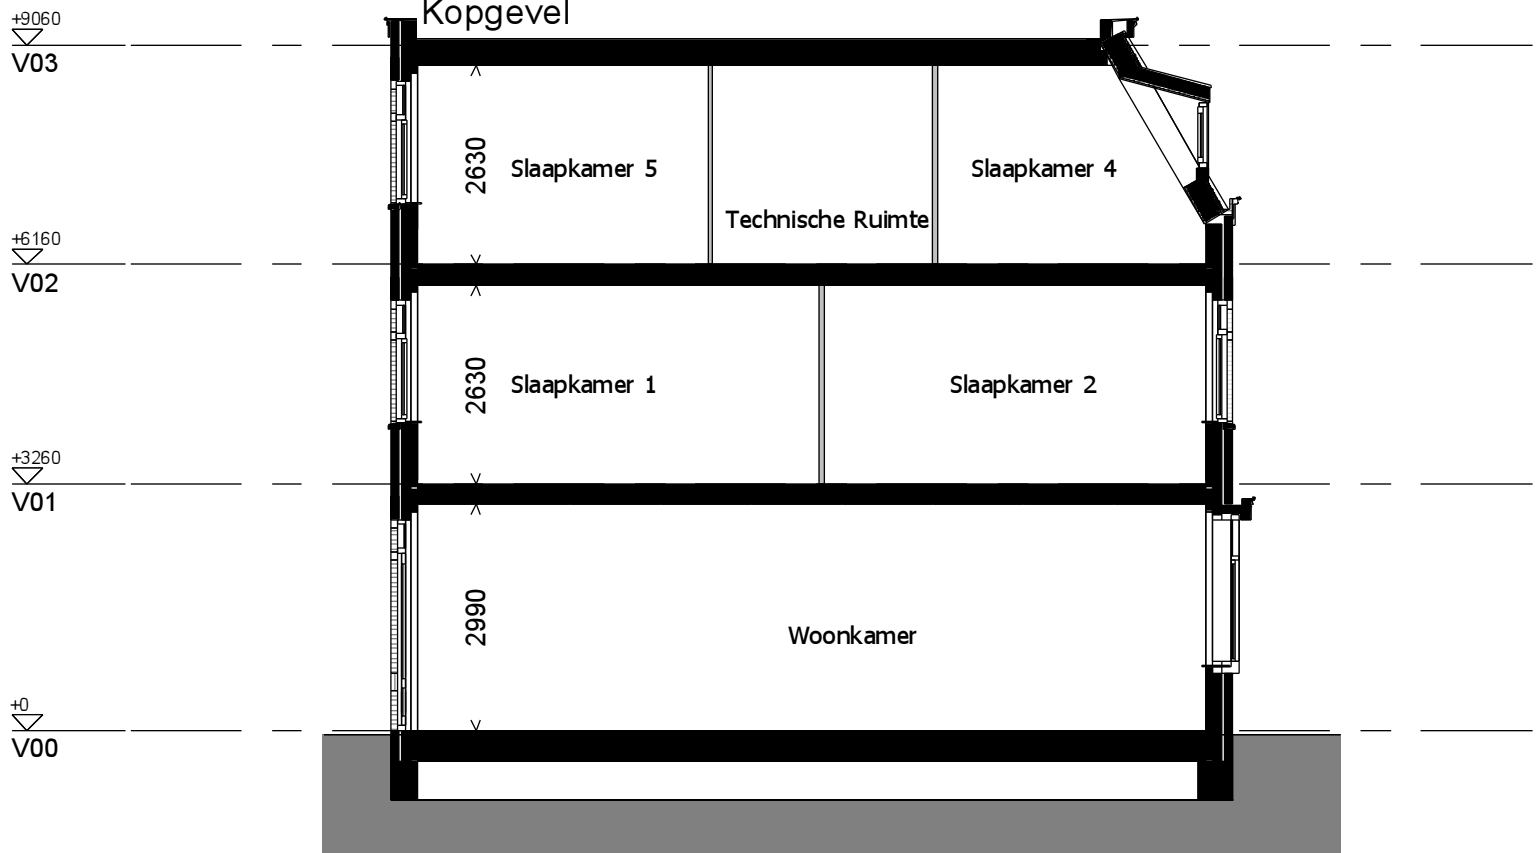 Kopgevel
+9060
V03
2630
Slaapkamer 5
Slaapkamer 4
Technische Ruimte
+6160
V02
2630
Slaapkamer 1
Slaapkamer 2
+3260
V01
2990
Woonkamer
+0
V00